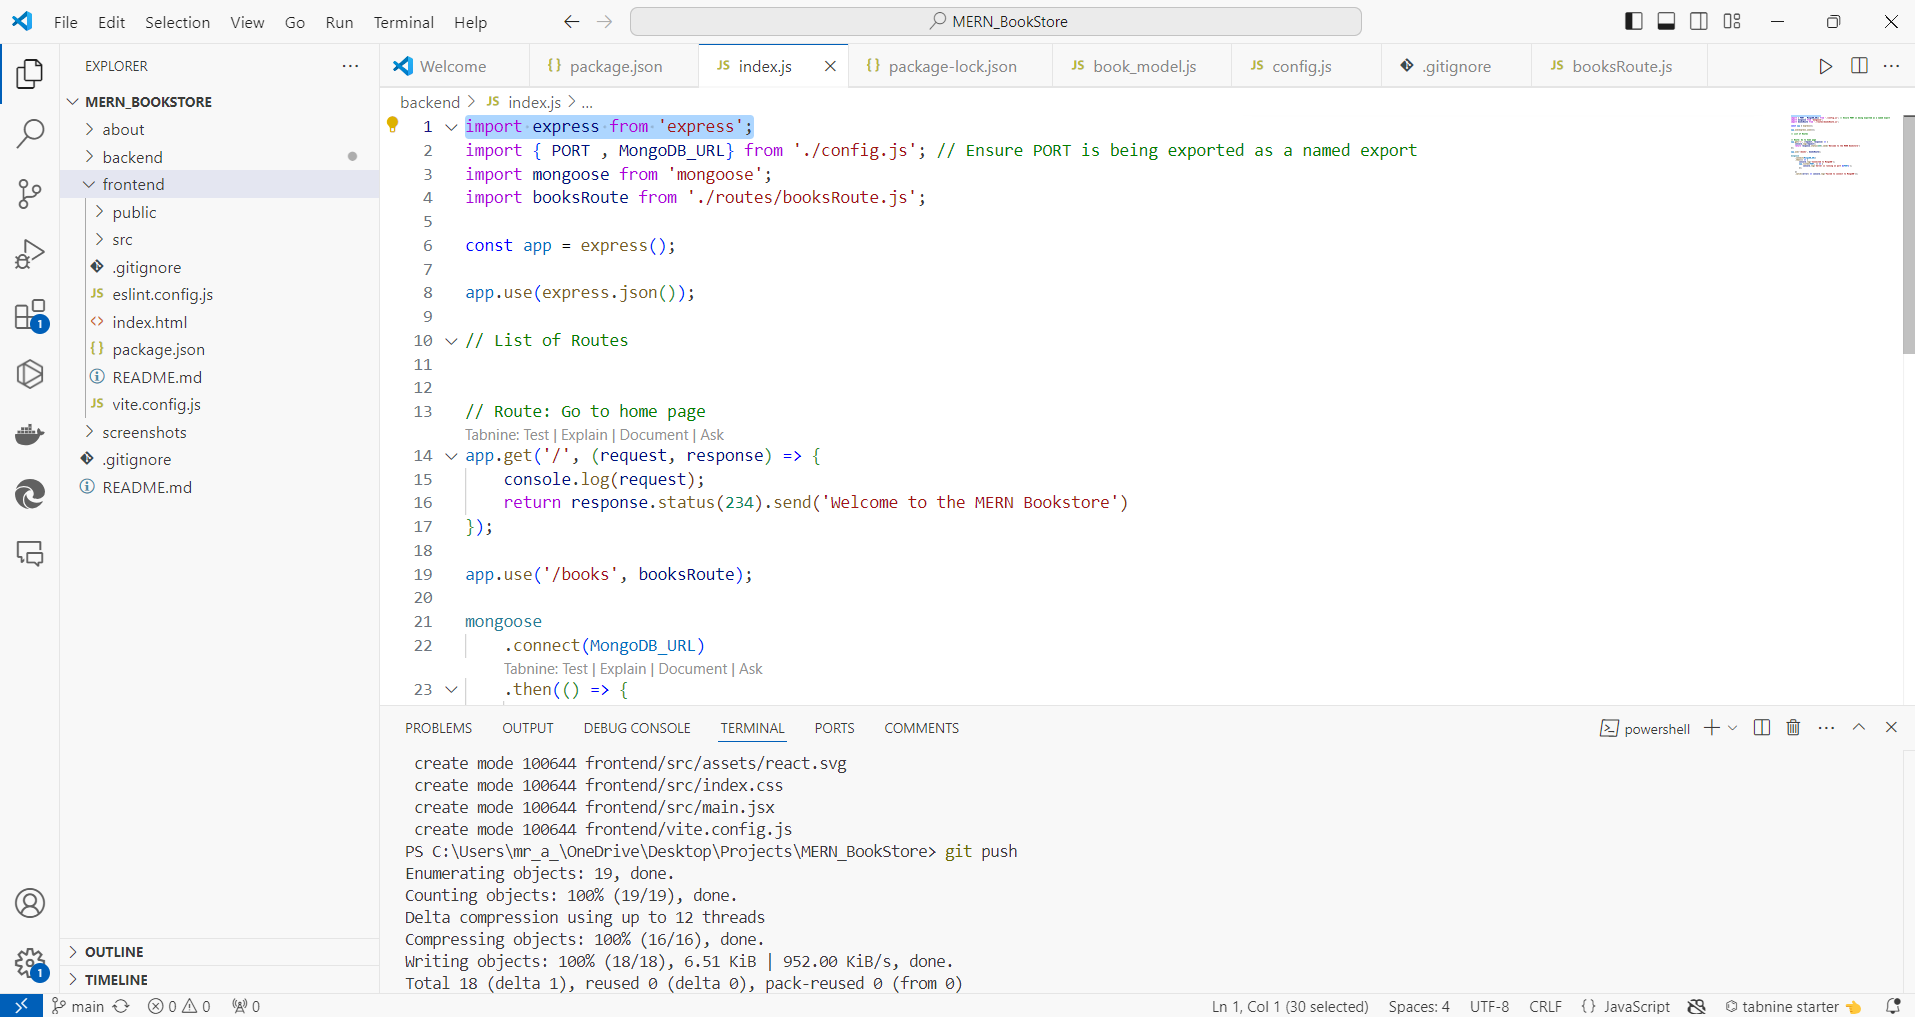 File Edit Selection View Go Run Terminal Help
MERN_BookStore
EXPLORER
MERN_BOOKSTORE
about
backend
frontend
public
src
.gitignore
JS eslint.config.js
<> index.html
{} package.json
README.md
JS vite.config.js
screenshots
.gitignore
README.md
OUTLINE
TIMELINE
1
1
Welcome
{} package.json
JS index.js
{} package-lock.json
JS book_model.js
JS config.js
.gitignore
JS booksRoute.js
backend > JS index.js > ...
1 import express from 'express';
2 import { PORT , MongoDB_URL} from './config.js'; // Ensure PORT is being exported as a named export
3 import mongoose from 'mongoose';
4 import booksRoute from './routes/booksRoute.js';
5
6 const app = express();
7
8 app.use(express.json());
9
10 // List of Routes
11
12
13 // Route: Go to home page
Tabnine: Test | Explain | Document | Ask
14 app.get('/', (request, response) => {
15 console.log(request);
16 return response.status(234).send('Welcome to the MERN Bookstore')
17 });
18
19 app.use('/books', booksRoute);
20
21 mongoose
22 .connect(MongoDB_URL)
Tabnine: Test | Explain | Document | Ask
23 .then(() => {
PROBLEMS OUTPUT DEBUG CONSOLE TERMINAL PORTS COMMENTS
powershell
create mode 100644 frontend/src/assets/react.svg
create mode 100644 frontend/src/index.css
create mode 100644 frontend/src/main.jsx
create mode 100644 frontend/vite.config.js
PS C:\Users\mr_a_\OneDrive\Desktop\Projects\MERN_BookStore> git push
Enumerating objects: 19, done.
Counting objects: 100% (19/19), done.
Delta compression using up to 12 threads
Compressing objects: 100% (16/16), done.
Writing objects: 100% (18/18), 6.51 KiB | 952.00 KiB/s, done.
Total 18 (delta 1), reused 0 (delta 0), pack-reused 0 (from 0)
main 0 0 0
Ln 1, Col 1 (30 selected) Spaces: 4 UTF-8 CRLF {} JavaScript tabnine starter